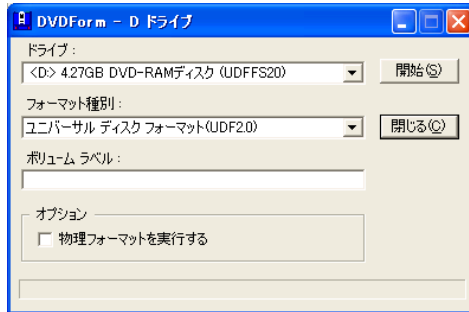 DVDForm - D ドライブ
ドライブ :
<D:> 4.27GB DVD-RAMディスク (UDFFS20)
開始(S)
フォーマット種別 :
ユニバーサル ディスク フォーマット(UDF2.0)
閉じる(C)
ボリューム ラベル :
オプション
物理フォーマットを実行する